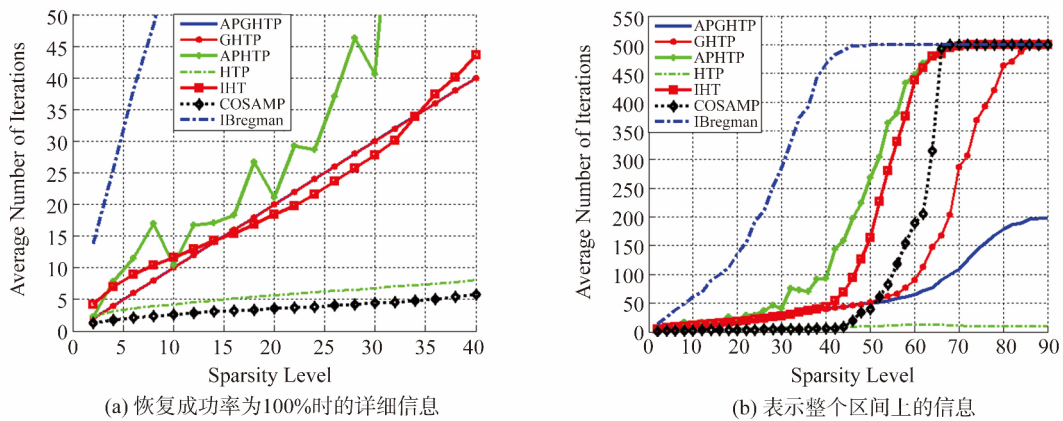 50
45
40
35
30
25
20
15
10
5
0
Average Number of Iterations
APGHTP
GHTP
APHTP
HTP
IHT
COSAMP
IBregman
0 5 10 15 20 25 30 35 40
Sparsity Level
(a) 恢复成功率为100%时的详细信息
550
500
450
400
350
300
250
200
150
100
50
0
Average Number of Iterations
APGHTP
GHTP
APHTP
HTP
IHT
COSAMP
IBregman
0 10 20 30 40 50 60 70 80 90
Sparsity Level
(b) 表示整个区间上的信息